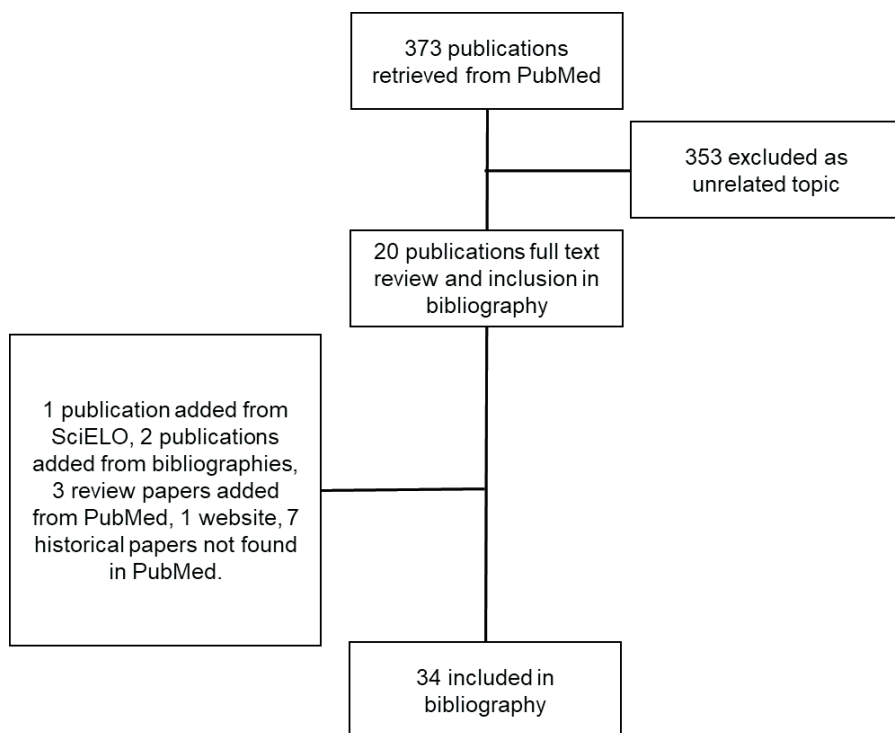 373 publications
retrieved from PubMed
353 excluded as
unrelated topic
20 publications full text
review and inclusion in
bibliography
1 publication added from
SciELO, 2 publications
added from bibliographies,
3 review papers added
from PubMed, 1 website, 7
historical papers not found
in PubMed.
34 included in
bibliography